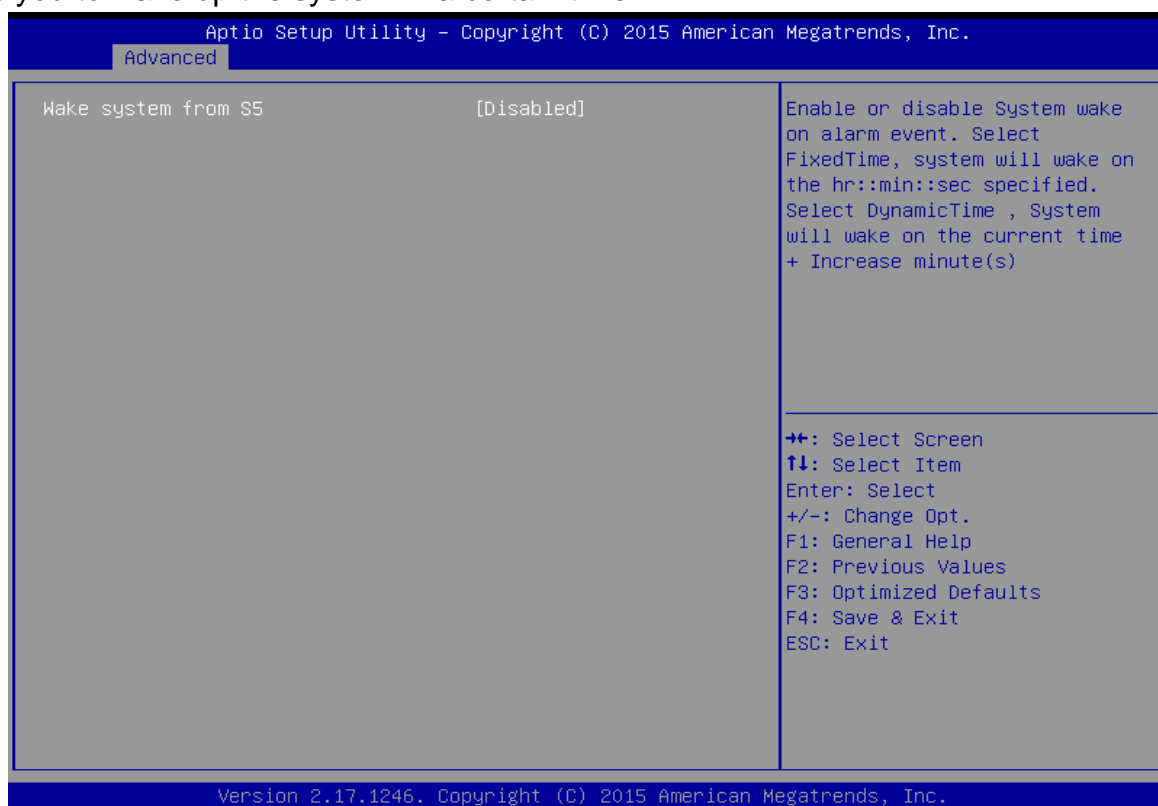 Aptio Setup Utility – Copyright (C) 2015 American Megatrends, Inc.
Advanced
Wake system from S5 [Disabled]
Enable or disable System wake
on alarm event. Select
FixedTime, system will wake on
the hr::min::sec specified.
Select DynamicTime , System
will wake on the current time
+ Increase minute(s)
→←: Select Screen
↑↓: Select Item
Enter: Select
+/-: Change Opt.
F1: General Help
F2: Previous Values
F3: Optimized Defaults
F4: Save & Exit
ESC: Exit
Version 2.17.1246. Copyright (C) 2015 American Megatrends, Inc.